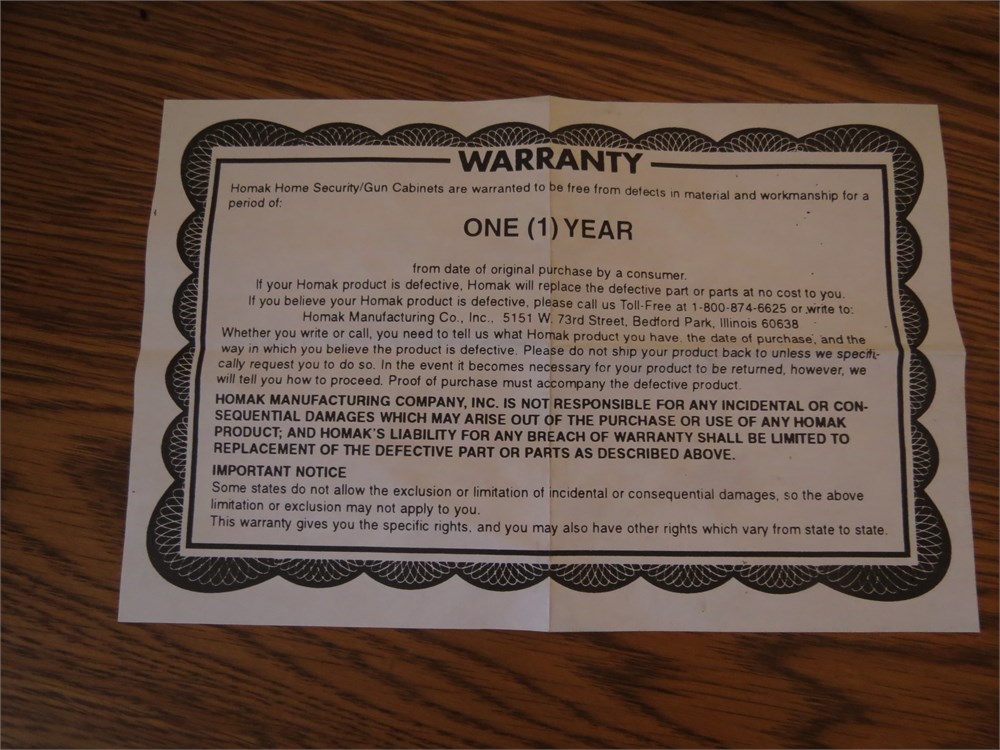 WARRANTY
Homak Home Security/Gun Cabinets are warranted to be free from defects in material and workmanship for a
period of:
ONE (1) YEAR
from date of original purchase by a consumer.
If your Homak product is defective, Homak will replace the defective part or parts at no cost to you.
If you believe your Homak product is defective, please call us Toll-Free at 1-800-874-6625 or write to:
Homak Manufacturing Co., Inc., 5151 W. 73rd Street, Bedford Park, Illinois 60638
Whether you write or call, you need to tell us what Homak product you have, the date of purchase, and the
way in which you believe the product is defective. Please do not ship your product back to unless we specifi-
cally request you to do so. In the event it becomes necessary for your product to be returned, however, we
will tell you how to proceed. Proof of purchase must accompany the defective product.
HOMAK MANUFACTURING COMPANY, INC. IS NOT RESPONSIBLE FOR ANY INCIDENTAL OR CON-
SEQUENTIAL DAMAGES WHICH MAY ARISE OUT OF THE PURCHASE OR USE OF ANY HOMAK
PRODUCT; AND HOMAK'S LIABILITY FOR ANY BREACH OF WARRANTY SHALL BE LIMITED TO
REPLACEMENT OF THE DEFECTIVE PART OR PARTS AS DESCRIBED ABOVE.
IMPORTANT NOTICE
Some states do not allow the exclusion or limitation of incidental or consequential damages, so the above
limitation or exclusion may not apply to you.
This warranty gives you the specific rights, and you may also have other rights which vary from state to state.